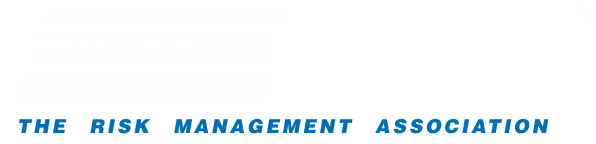 THE RISK MANAGEMENT ASSOCIATION